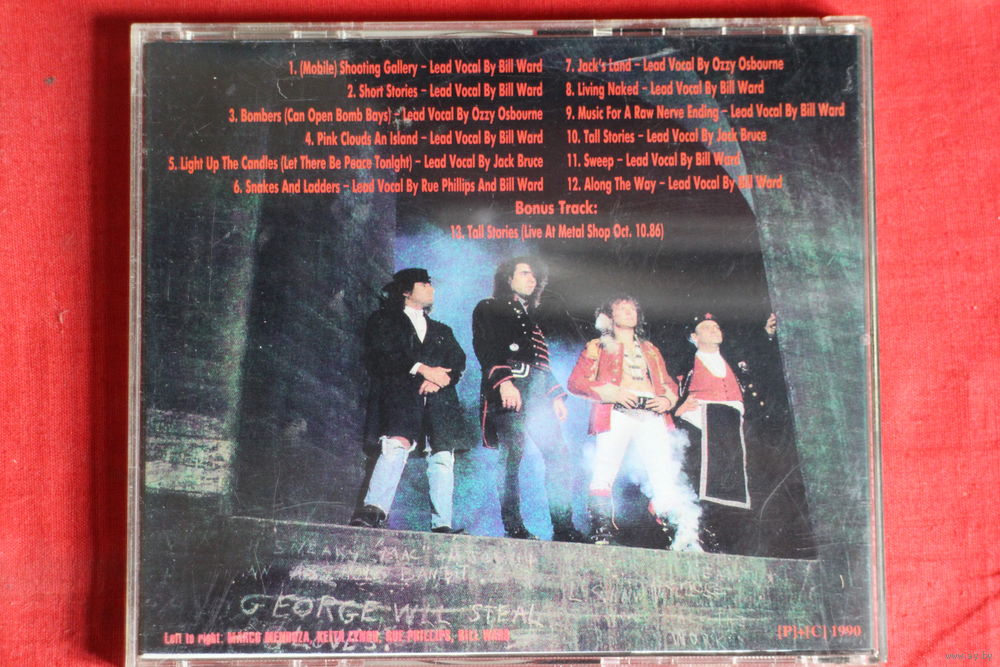 1. (Mobile) Shooting Gallery – Lead Vocal By Bill Ward
2. Short Stories – Lead Vocal By Bill Ward
3. Bombers (Can Open Bomb Bays) – Lead Vocal By Ozzy Osbourne
4. Pink Clouds An Island – Lead Vocal By Bill Ward
5. Light Up The Candles (Let There Be Peace Tonight) – Lead Vocal By Jack Bruce
6. Snakes And Ladders – Lead Vocal By Rue Phillips And Bill Ward
7. Jack's Land – Lead Vocal By Ozzy Osbourne
8. Living Naked – Lead Vocal By Bill Ward
9. Music For A Raw Nerve Ending – Lead Vocal By Bill Ward
10. Tall Stories – Lead Vocal By Jack Bruce
11. Sweep – Lead Vocal By Bill Ward
12. Along The Way – Lead Vocal By Bill Ward
Bonus Track:
13. Tall Stories (Live At Metal Shop Oct. 10.86)
SNEAKY
GEORGE WILL STEAL
Left to right: MARCO MENDOZA, KEITH LYNCH, RUE PHILLIPS, BILL WARD
[P]+[C] 1990